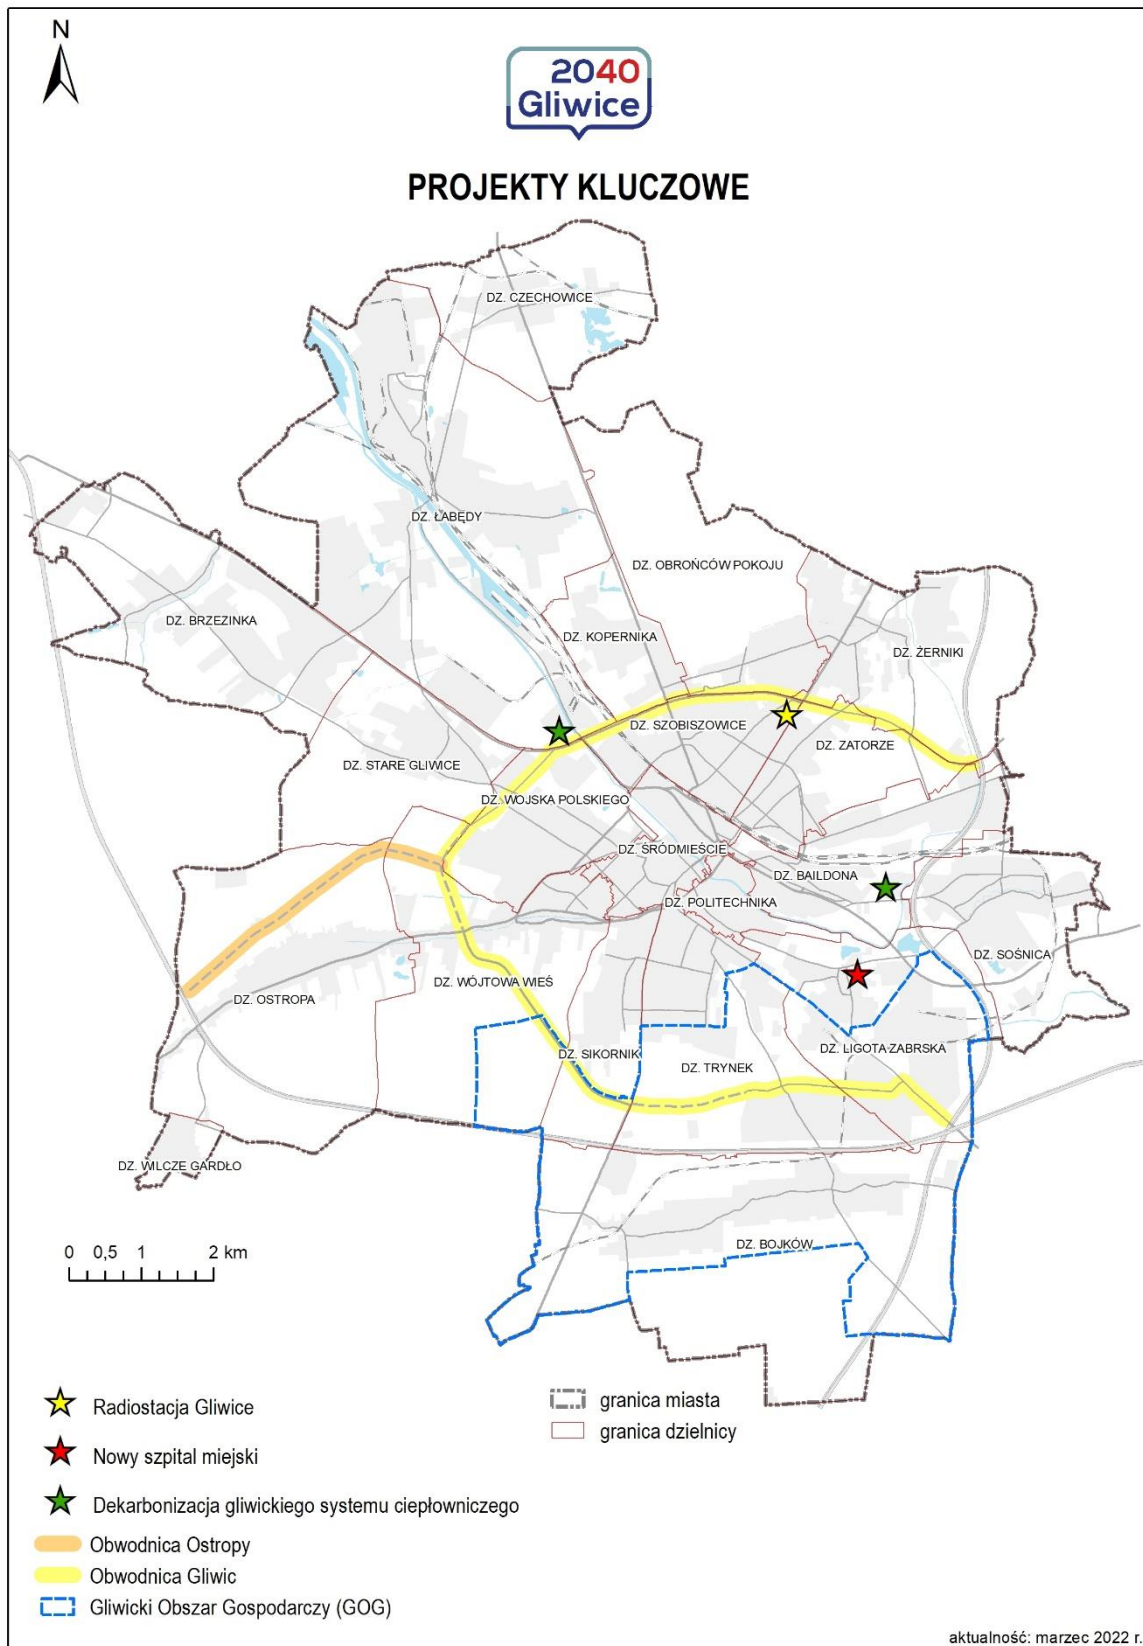 N
2040
Gliwice
PROJEKTY KLUCZOWE
DZ. CZECHOWICE
DZ. ŁABĘDY
DZ. OBROŃCÓW POKOJU
DZ. BRZEZINKA
DZ. KOPERNIKA
DZ. ŻERNIKI
DZ. SZOBISZOWICE
DZ. ZATORZE
DZ. STARE GLIWICE
DZ. WOJSKA POLSKIEGO
DZ. ŚRÓDMIEŚCIE
DZ. BAILDONA
DZ. POLITECHNIKA
DZ. SOŚNICA
DZ. WÓJTOWA WIEŚ
DZ. OSTROPA
DZ. LIGOTA ZABRSKA
DZ. SIKORNIK
DZ. TRYNEK
DZ. WILCZE GARDŁO
DZ. BOJKÓW
0 0,5 1 2 km
Radiostacja Gliwice
Nowy szpital miejski
Dekarbonizacja gliwickiego systemu ciepłowniczego
Obwodnica Ostropy
Obwodnica Gliwic
Gliwicki Obszar Gospodarczy (GOG)
granica miasta
granica dzielnicy
aktualność: marzec 2022 r.